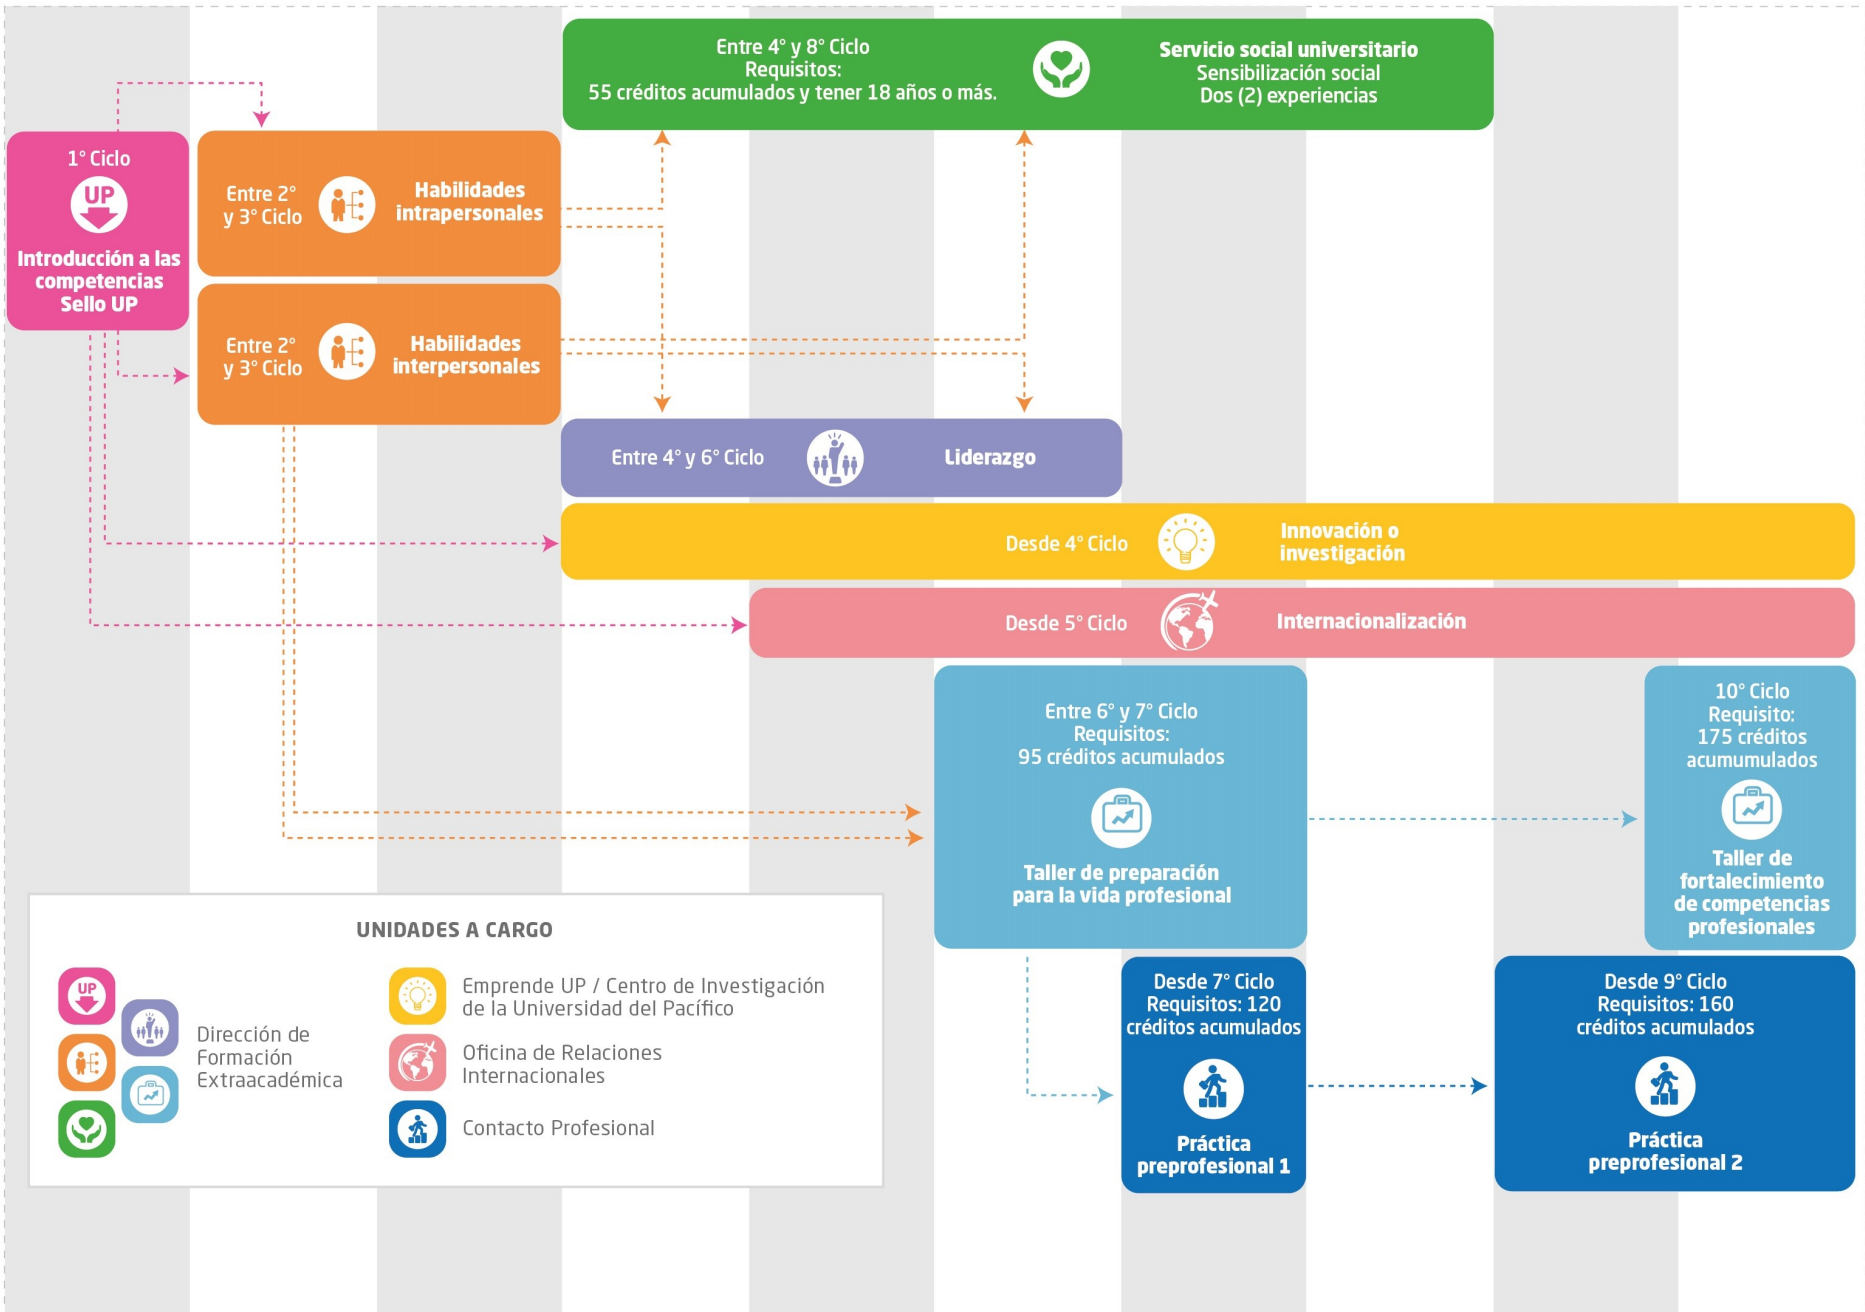 Entre 4° y 8° Ciclo
Requisitos:
55 créditos acumulados y tener 18 años o más.
Servicio social universitario
Sensibilización social
Dos (2) experiencias
1° Ciclo
UP
Introducción a las
competencias
Sello UP
Entre 2°
y 3° Ciclo
Habilidades
intrapersonales
Entre 2°
y 3° Ciclo
Habilidades
interpersonales
Entre 4° y 6° Ciclo
Liderazgo
Desde 4° Ciclo
Innovación o
investigación
Desde 5° Ciclo
Internacionalización
Entre 6° y 7° Ciclo
Requisitos:
95 créditos acumulados
Taller de preparación
para la vida profesional
10° Ciclo
Requisito:
175 créditos
acumumulados
Taller de
fortalecimiento
de competencias
profesionales
Desde 7° Ciclo
Requisitos: 120
créditos acumulados
Práctica
preprofesional 1
Desde 9° Ciclo
Requisitos: 160
créditos acumulados
Práctica
preprofesional 2
UNIDADES A CARGO
UP
Dirección de
Formación
Extraacadémica
Emprende UP / Centro de Investigación
de la Universidad del Pacífico
Oficina de Relaciones
Internacionales
Contacto Profesional